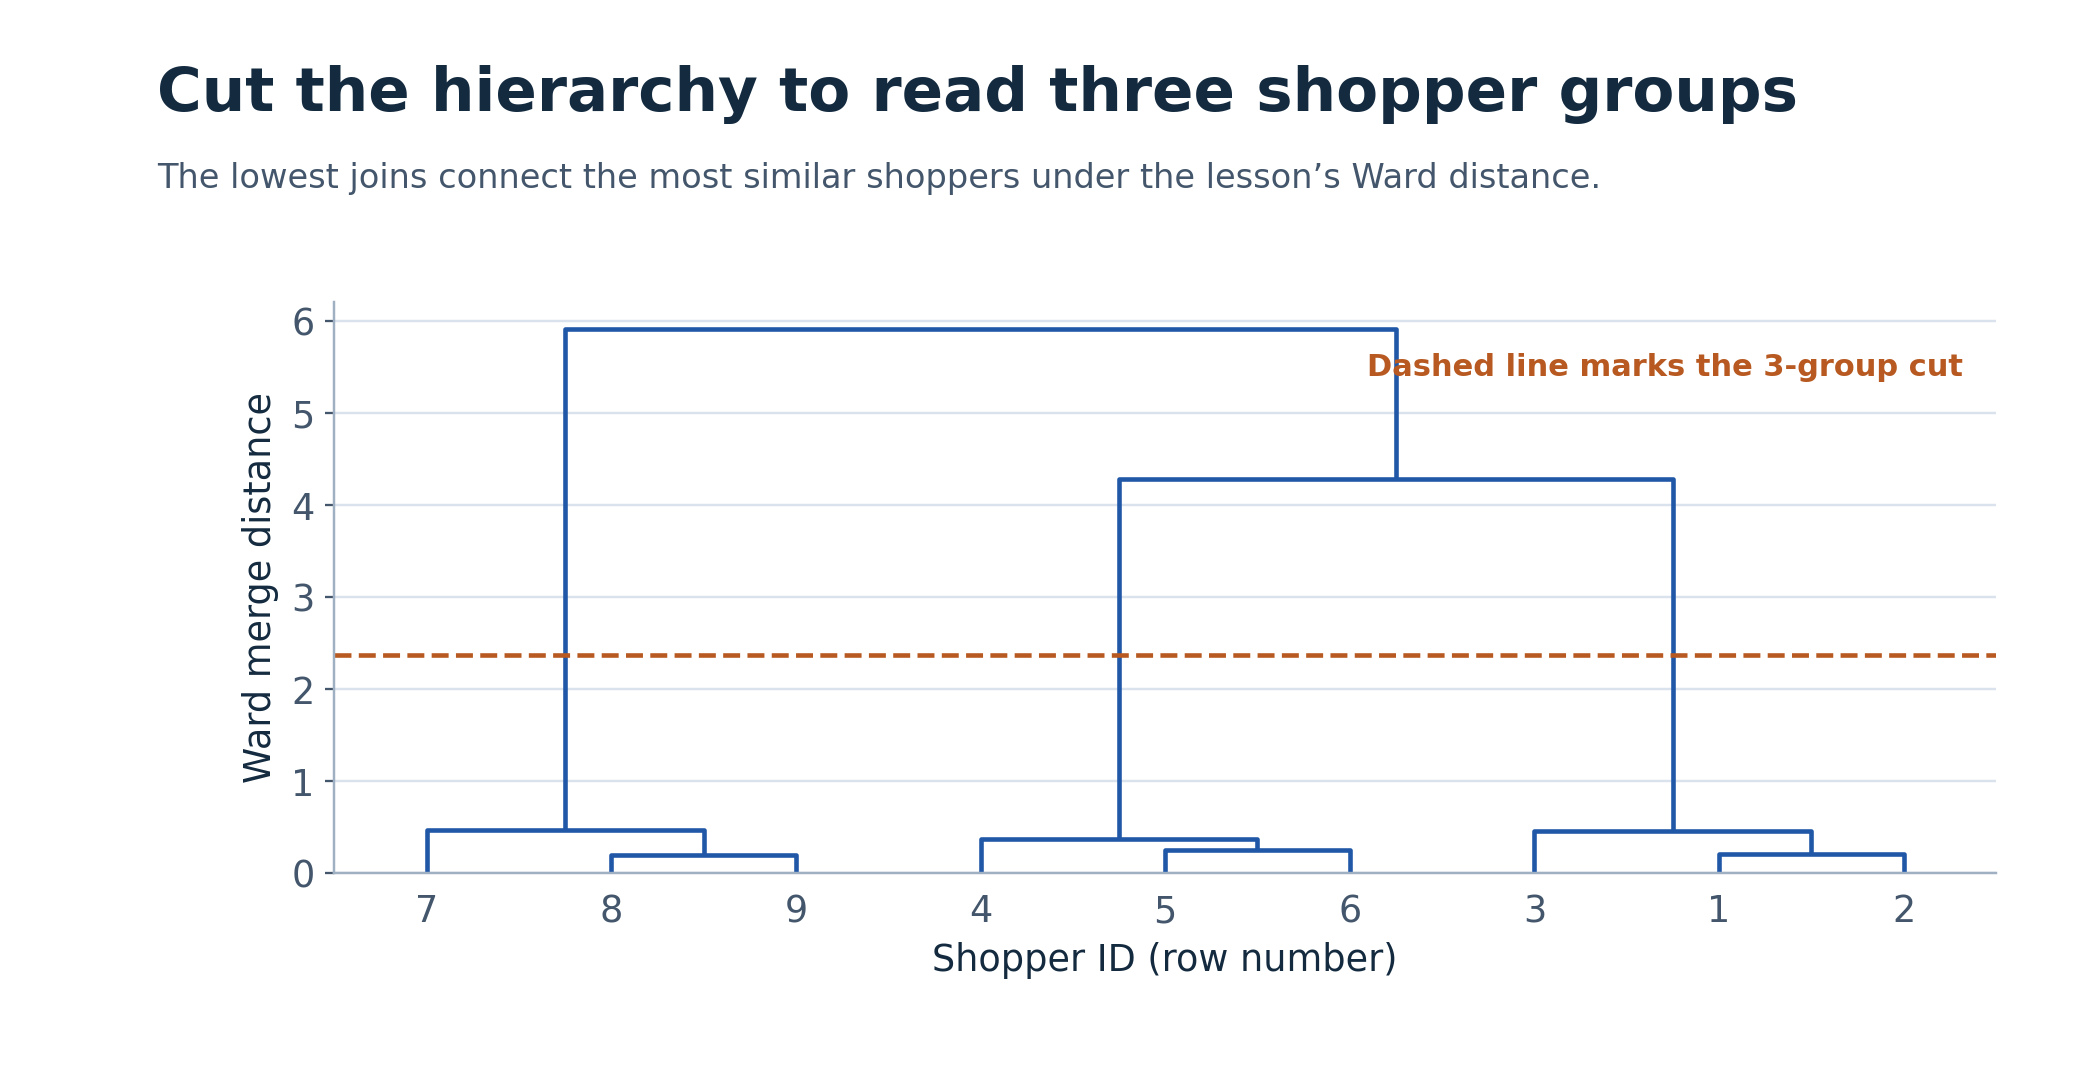 Cut the hierarchy to read three shopper groups
The lowest joins connect the most similar shoppers under the lesson’s Ward distance.
6
Dashed line marks the 3-group cut
5
4
3
2
1
0
Ward merge distance
7 8 9 4 5 6 3 1 2
Shopper ID (row number)